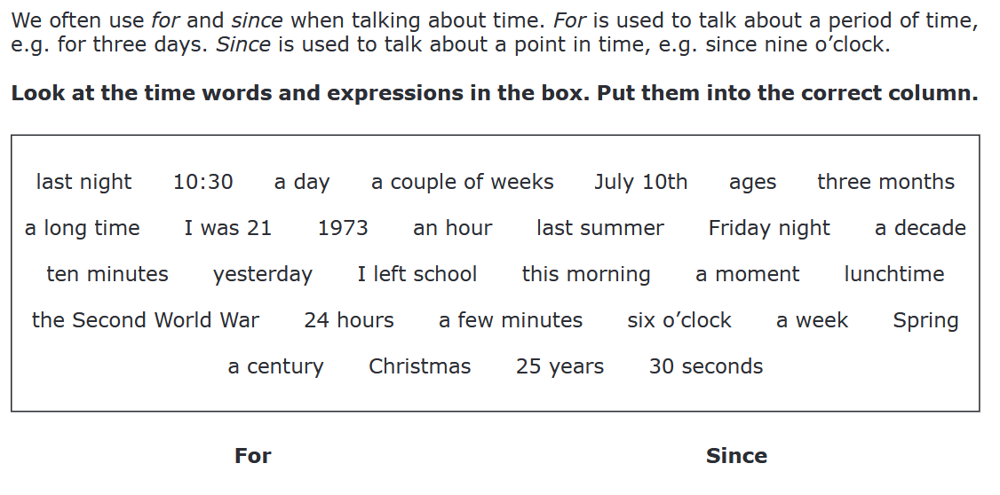 We often use for and since when talking about time. For is used to talk about a period of time,
e.g. for three days. Since is used to talk about a point in time, e.g. since nine o’clock.
Look at the time words and expressions in the box. Put them into the correct column.
last night 10:30 a day a couple of weeks July 10th ages three months
a long time I was 21 1973 an hour last summer Friday night a decade
ten minutes yesterday I left school this morning a moment lunchtime
the Second World War 24 hours a few minutes six o’clock a week Spring
a century Christmas 25 years 30 seconds
For Since